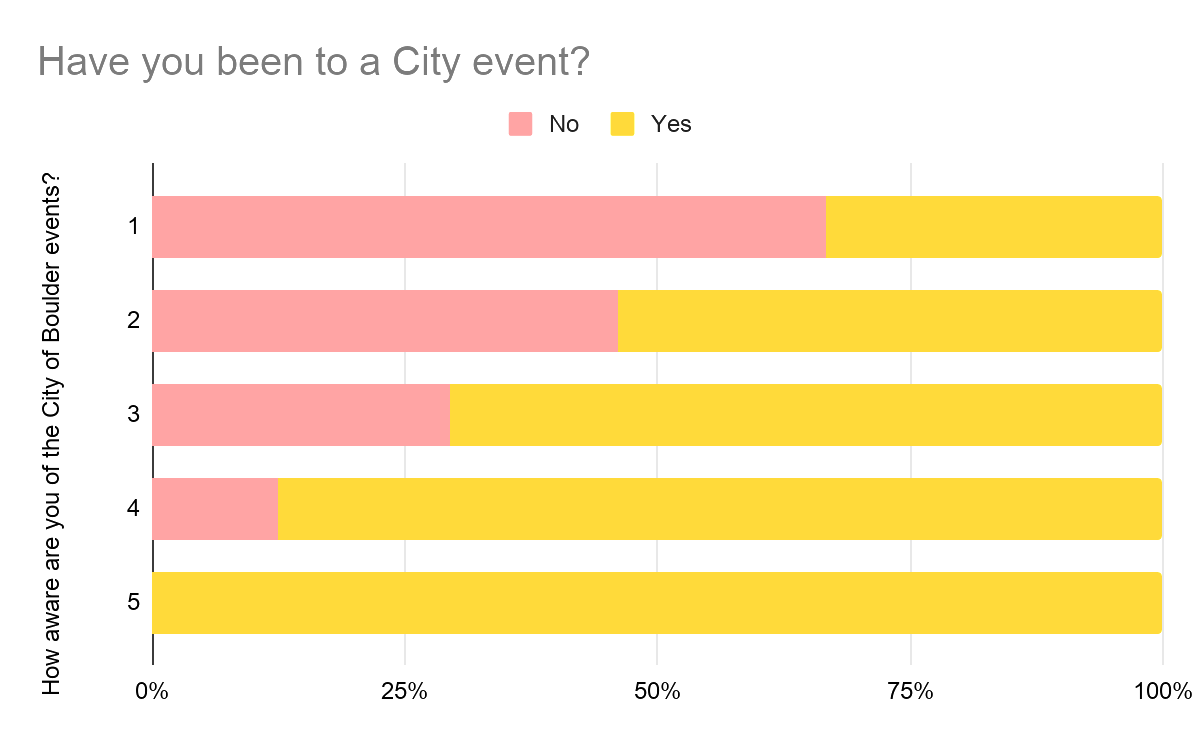 Have you been to a City event?
No
Yes
How aware are you of the City of Boulder events?
1
2
3
4
5
0%
25%
50%
75%
100%